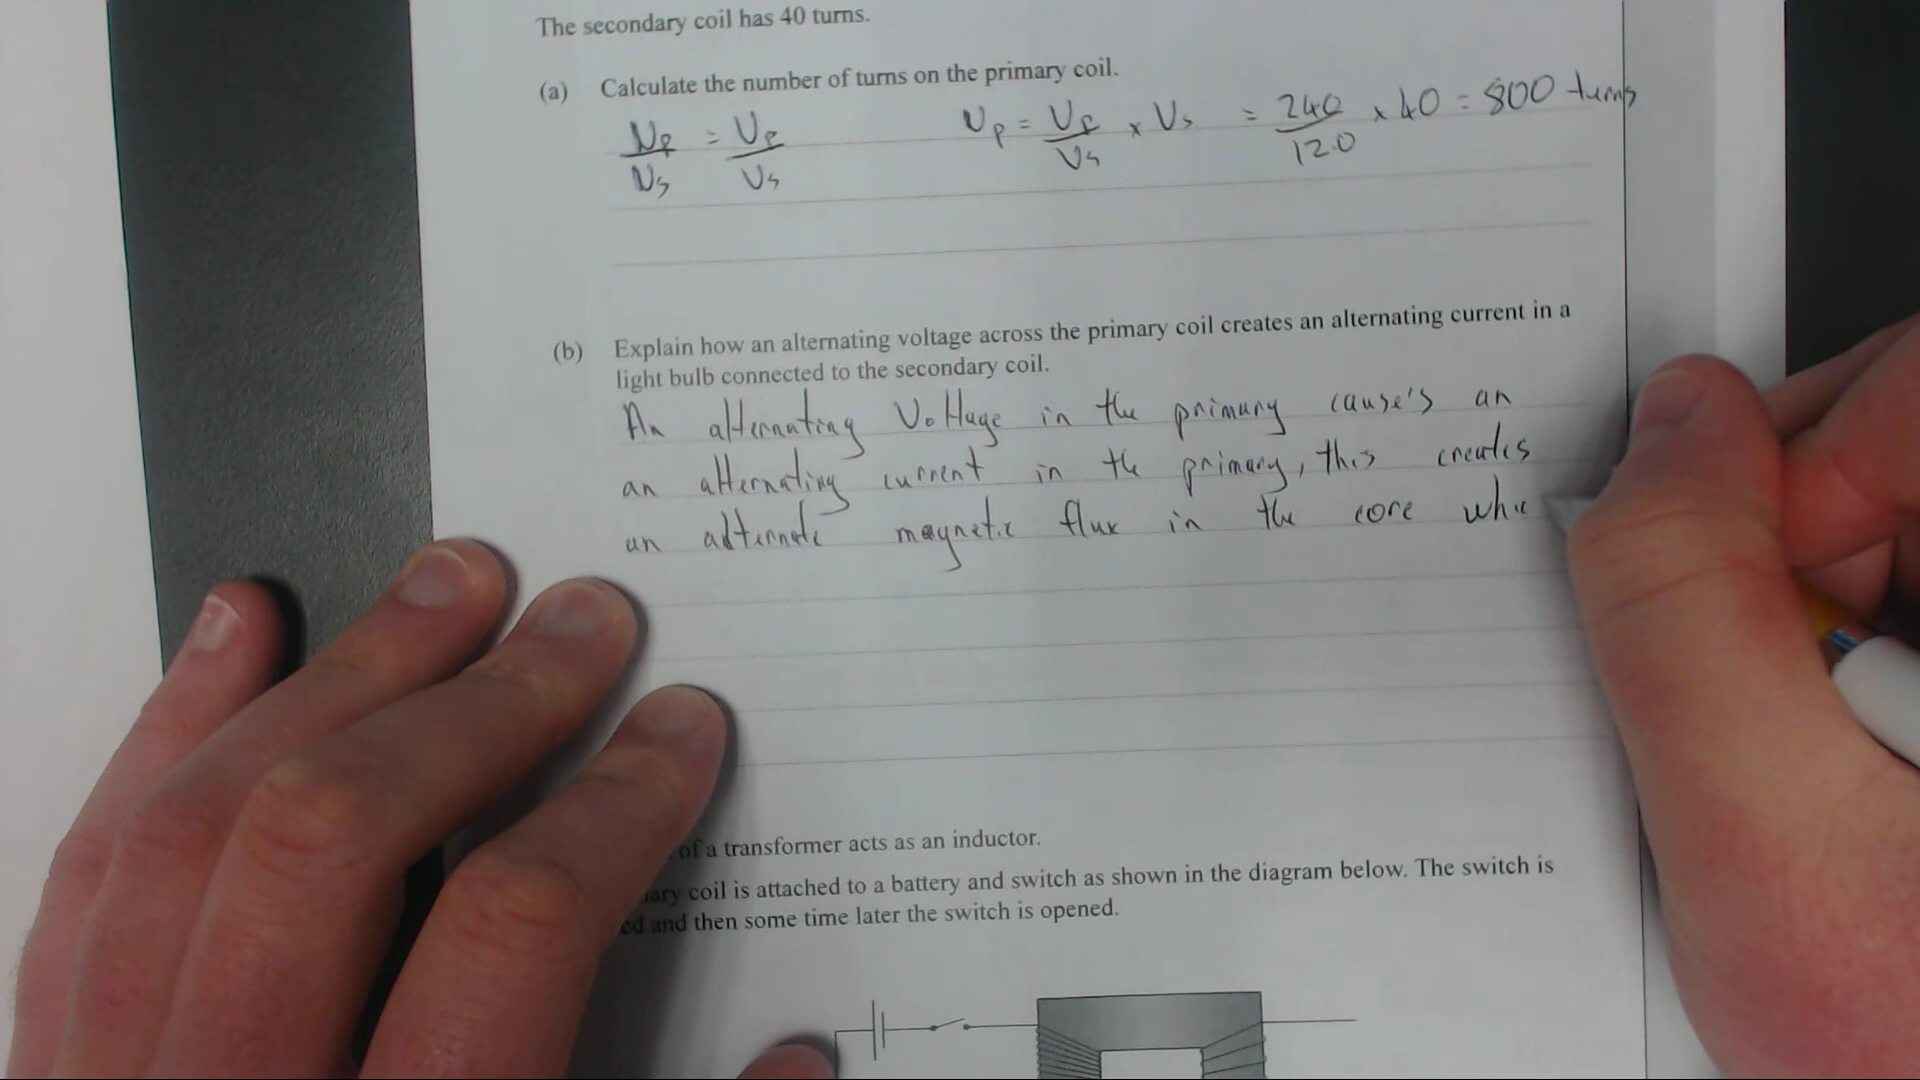 The secondary coil has 40 turns.
(a) Calculate the number of turns on the primary coil.
Np/Ns = Vp/Vs Np = Vp/Vs × Vs = 240/12.0 × 40 = 800 turns
(b) Explain how an alternating voltage across the primary coil creates an alternating current in a
light bulb connected to the secondary coil.
An alternating Voltage in the primary cause's an
an alternating current in the primary, this creates
an alternate magnetic flux in the core whic
of a transformer acts as an inductor.
coil is attached to a battery and switch as shown in the diagram below. The switch is
and then some time later the switch is opened.